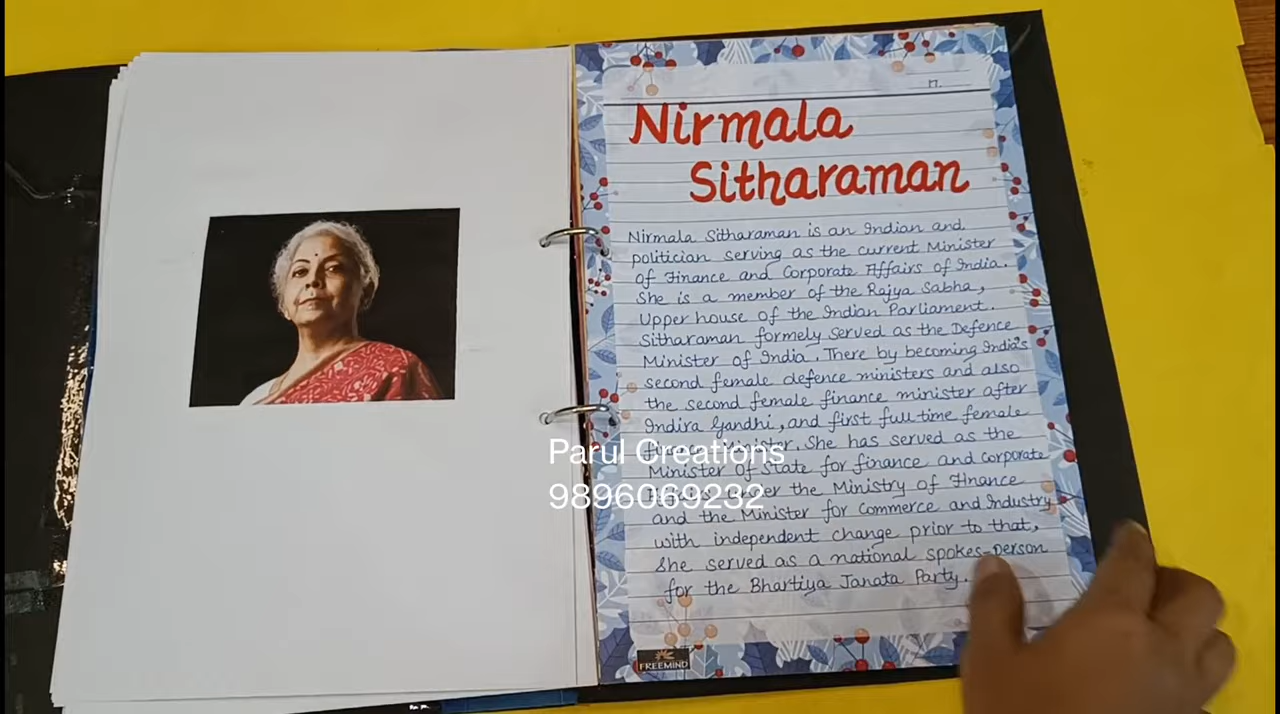 17.
Nirmala
Sitharaman
Nirmala Sitharaman is an Indian and
politician serving as the current Minister
of Finance and Corporate Affairs of India.
She is a member of the Rajya Sabha,
Upper house of the Indian Parliament.
Sitharaman formely served as the Defence
Minister of India. There by becoming India's
second female defence ministers and also
the second female finance minister after
Indira Gandhi, and first full-time female
finance Minister. She has served as the
Minister of State for finance and corporate
Affairs under the Ministry of Finance
and the Minister for Commerce and Industry
with independent change prior to that,
She served as a national spokes-person
for the Bhartiya Janata Party.
FREEMIND
Parul Creations
9896069232